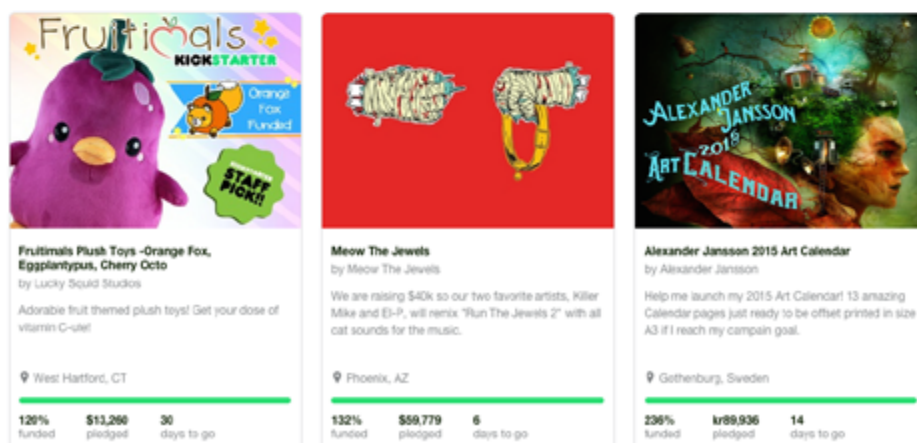 Fruitimals
KICKSTARTER
Orange
Fox
Funded
KICKSTARTER
STAFF
PICK!!
Fruitimals Plush Toys -Orange Fox,
Eggplantypus, Cherry Octo
by Lucky Squid Studios
Adorable fruit themed plush toys! Get your dose of
vitamin C-ute!
West Hartford, CT
120% $13,260 30
funded pledged days to go
Meow The Jewels
by Meow The Jewels
We are raising $40k so our two favorite artists, Killer
Mike and El-P, will remix "Run The Jewels 2" with all
cat sounds for the music.
Phoenix, AZ
132% $59,779 6
funded pledged days to go
ALEXANDER
JANSSON
2015
ART CALENDAR
Alexander Jansson 2015 Art Calendar
by Alexander Jansson
Help me launch my 2015 Art Calendar! 13 amazing
Calendar pages just ready to be offset printed in size
A3 if I reach my campain goal.
Gothenburg, Sweden
236% kr89,936 14
funded pledged days to go